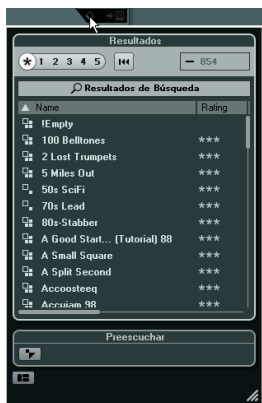 Resultados
* 1 2 3 4 5 854
Resultados de Búsqueda
Name Rating
!Empty
100 Belltones ***
2 Lost Trumpets ***
5 Miles Out ***
50s SciFi ***
70s Lead ***
80s-Stabber ***
A Good Start... (Tutorial) 88 ***
A Small Square ***
A Split Second ***
Accoosteeq ***
Accujam 98 ***
Preescuchar